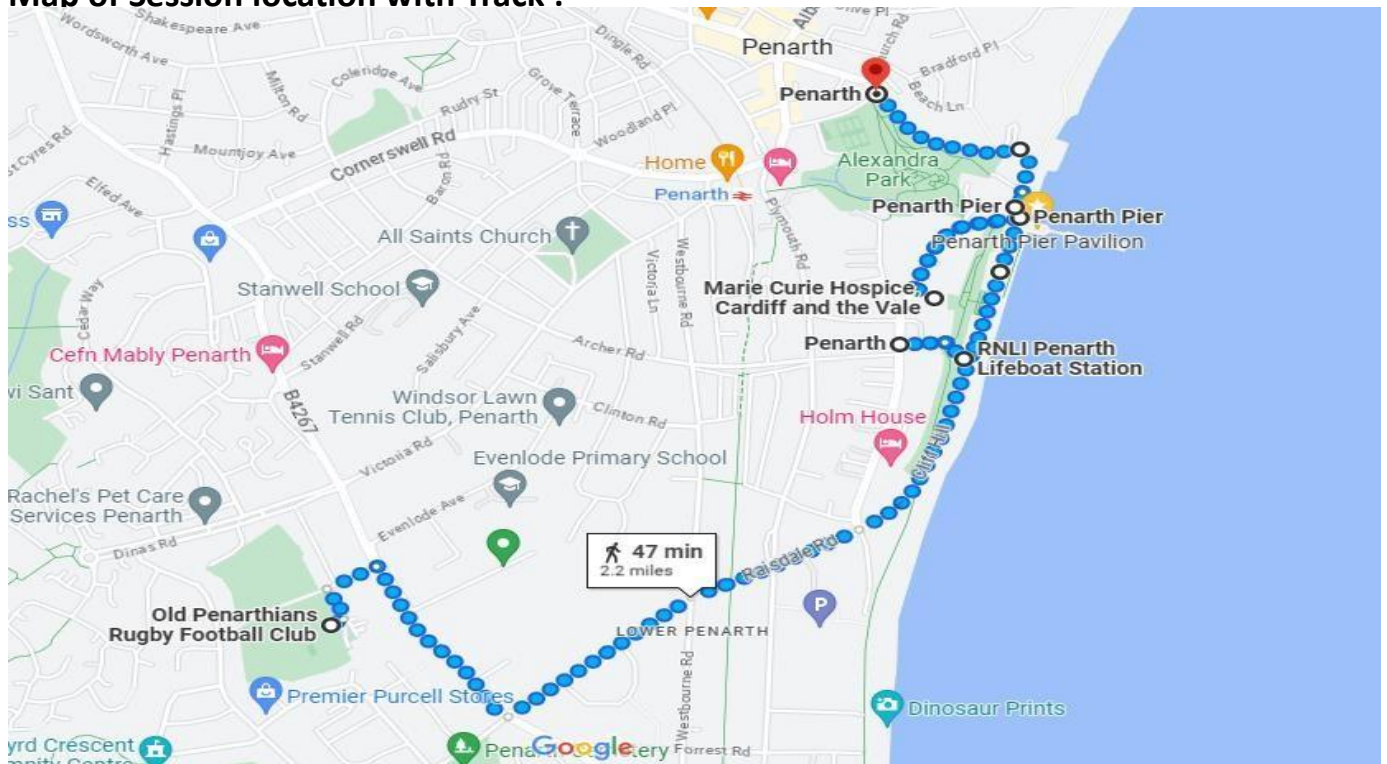 Map of Session location with Track :
Shakespeare Ave
Wordsworth Ave
Hastings Pl
Milton Rd
Coleridge Ave
Rudry St
Dingle Rd
Grove Terrace
Woodland Pl
Penarth
Bradford Pl
Beach Ln
Penarth
Mountjoy Ave
Cornerswell Rd
Baron Rd
Elfed Ave
Home
Penarth
Alexandra
Park
Plymouth Rd
Penarth Pier
Penarth Pier
Penarth Pier Pavilion
All Saints Church
Stanwell School
Victoria Ln
Westbourne Rd
Marie Curie Hospice,
Cardiff and the Vale
Cedar Way
Stanwell Rd
Salisbury Ave
Archer Rd
Penarth
RNLI Penarth
Lifeboat Station
Cefn Mably Penarth
B4267
Windsor Lawn
Tennis Club, Penarth
Clinton Rd
Holm House
Cliff Hill
Victoria Rd
Evenlode Primary School
Rachel's Pet Care
Services Penarth
Evenlode Ave
Dinas Rd
47 min
2.2 miles
Raisdale Rd
P
Old Penarthians
Rugby Football Club
LOWER PENARTH
Westbourne Rd
Premier Purcell Stores
Dinosaur Prints
Google
Forrest Rd